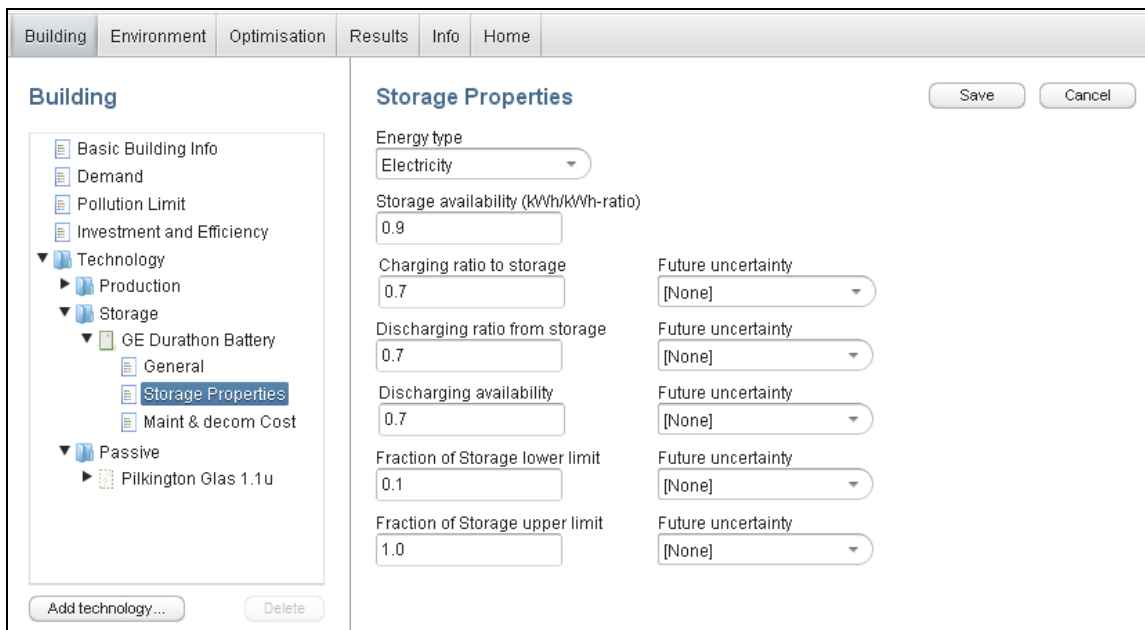 Building Environment Optimisation Results Info Home
Building
Basic Building Info
Demand
Pollution Limit
Investment and Efficiency
Technology
Production
Storage
GE Durathon Battery
General
Storage Properties
Maint & decom Cost
Passive
Pilkington Glas 1.1u
Add technology... Delete
Storage Properties Save Cancel
Energy type
Electricity
Storage availability (kWh/kWh-ratio)
0.9
Charging ratio to storage Future uncertainty
0.7 [None]
Discharging ratio from storage Future uncertainty
0.7 [None]
Discharging availability Future uncertainty
0.7 [None]
Fraction of Storage lower limit Future uncertainty
0.1 [None]
Fraction of Storage upper limit Future uncertainty
1.0 [None]